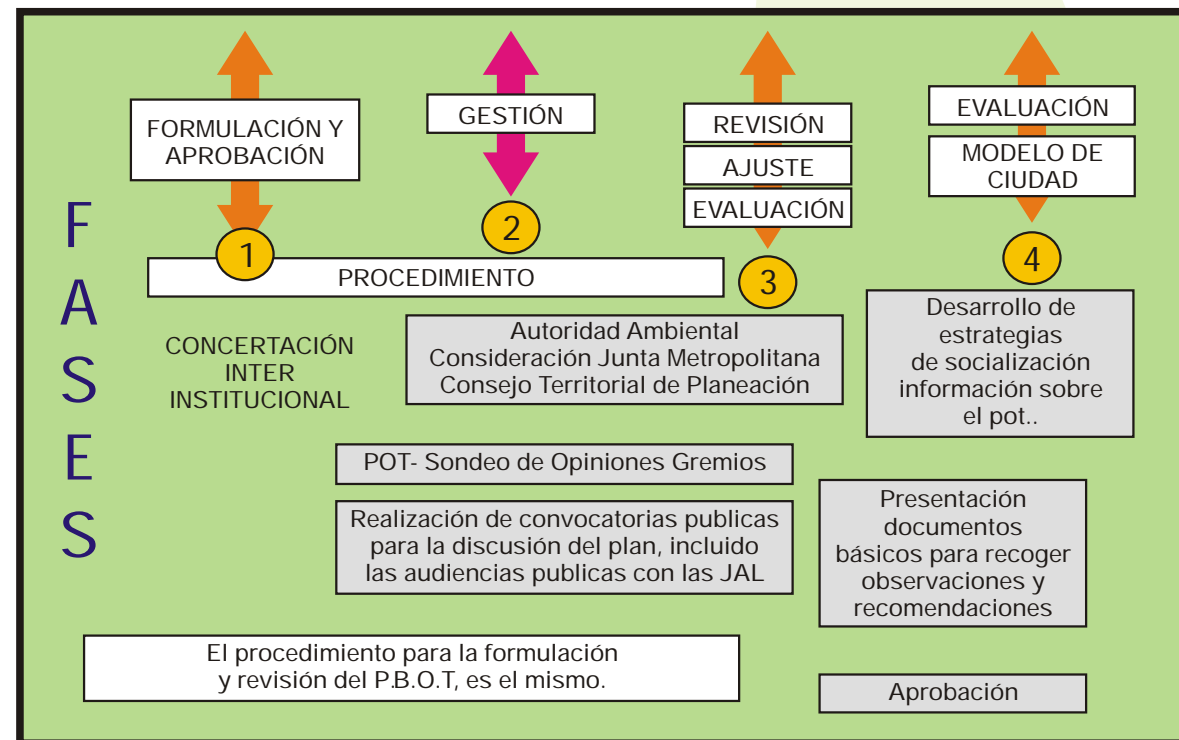 FASES
FORMULACIÓN Y
APROBACIÓN
1
GESTIÓN
2
REVISIÓN
AJUSTE
EVALUACIÓN
3
EVALUACIÓN
MODELO DE
CIUDAD
4
PROCEDIMIENTO
CONCERTACIÓN
INTER
INSTITUCIONAL
Autoridad Ambiental
Consideración Junta Metropolitana
Consejo Territorial de Planeación
Desarrollo de
estrategias
de socialización
información sobre
el pot..
POT- Sondeo de Opiniones Gremios
Realización de convocatorias publicas
para la discusión del plan, incluido
las audiencias publicas con las JAL
Presentación
documentos
básicos para recoger
observaciones y
recomendaciones
El procedimiento para la formulación
y revisión del P.B.O.T, es el mismo.
Aprobación